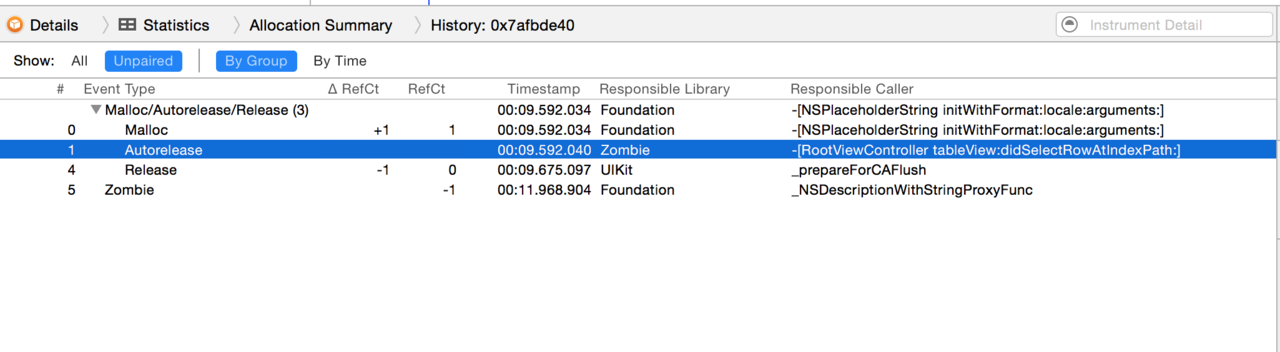 Details Statistics Allocation Summary History: 0x7afbde40 Instrument Detail
Show: All Unpaired By Group By Time
# Event Type Δ RefCt RefCt Timestamp Responsible Library Responsible Caller
Malloc/Autorelease/Release (3) 00:09.592.034 Foundation -[NSPlaceholderString initWithFormat:locale:arguments:]
0 Malloc +1 1 00:09.592.034 Foundation -[NSPlaceholderString initWithFormat:locale:arguments:]
1 Autorelease 00:09.592.040 Zombie -[RootViewController tableView:didSelectRowAtIndexPath:]
4 Release -1 0 00:09.675.097 UIKit _prepareForCAFlush
5 Zombie -1 00:11.968.904 Foundation _NSDescriptionWithStringProxyFunc